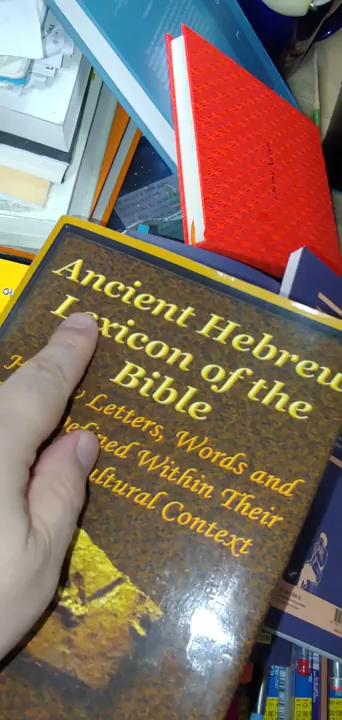 Ancient Hebrew
Lexicon of the
Bible
Letters, Words and
Defined Within Their
Cultural Context